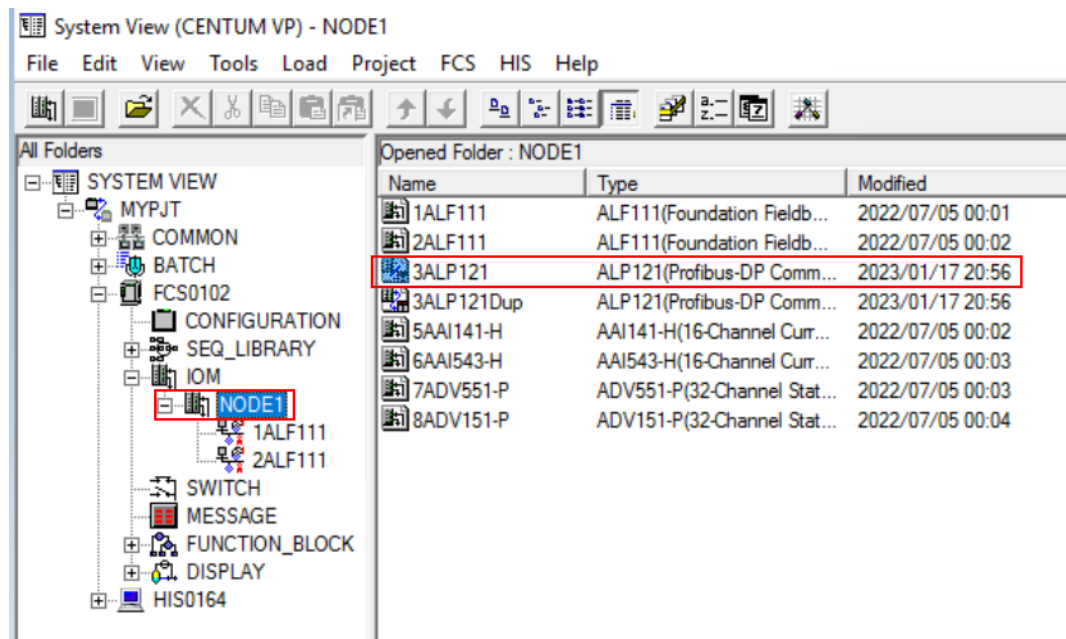 System View (CENTUM VP) - NODE1
File Edit View Tools Load Project FCS HIS Help
All Folders
SYSTEM VIEW
MYPJT
COMMON
BATCH
FCS0102
CONFIGURATION
SEQ_LIBRARY
IOM
NODE1
1ALF111
2ALF111
SWITCH
MESSAGE
FUNCTION_BLOCK
DISPLAY
HIS0164
Opened Folder : NODE1
Name Type Modified
1ALF111 ALF111(Foundation Fieldb... 2022/07/05 00:01
2ALF111 ALF111(Foundation Fieldb... 2022/07/05 00:02
3ALP121 ALP121(Profibus-DP Comm... 2023/01/17 20:56
3ALP121Dup ALP121(Profibus-DP Comm... 2023/01/17 20:56
5AAI141-H AAI141-H(16-Channel Curr... 2022/07/05 00:02
6AAI543-H AAI543-H(16-Channel Curr... 2022/07/05 00:03
7ADV551-P ADV551-P(32-Channel Stat... 2022/07/05 00:03
8ADV151-P ADV151-P(32-Channel Stat... 2022/07/05 00:04